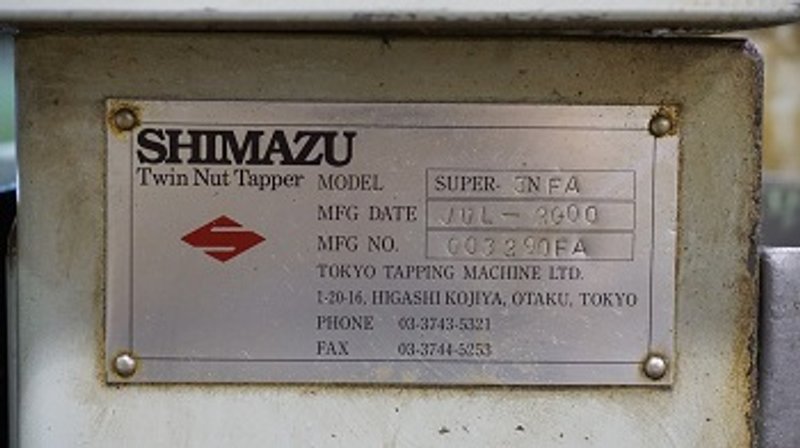 SHIMAZU
Twin Nut Tapper
MODEL SUPER- 3NFA
MFG DATE JUL - 2000
MFG NO. 003290FA
TOKYO TAPPING MACHINE LTD.
1-20-16, HIGASHI KOJIYA, OTAKU, TOKYO
PHONE 03-3743-5321
FAX 03-3744-5253